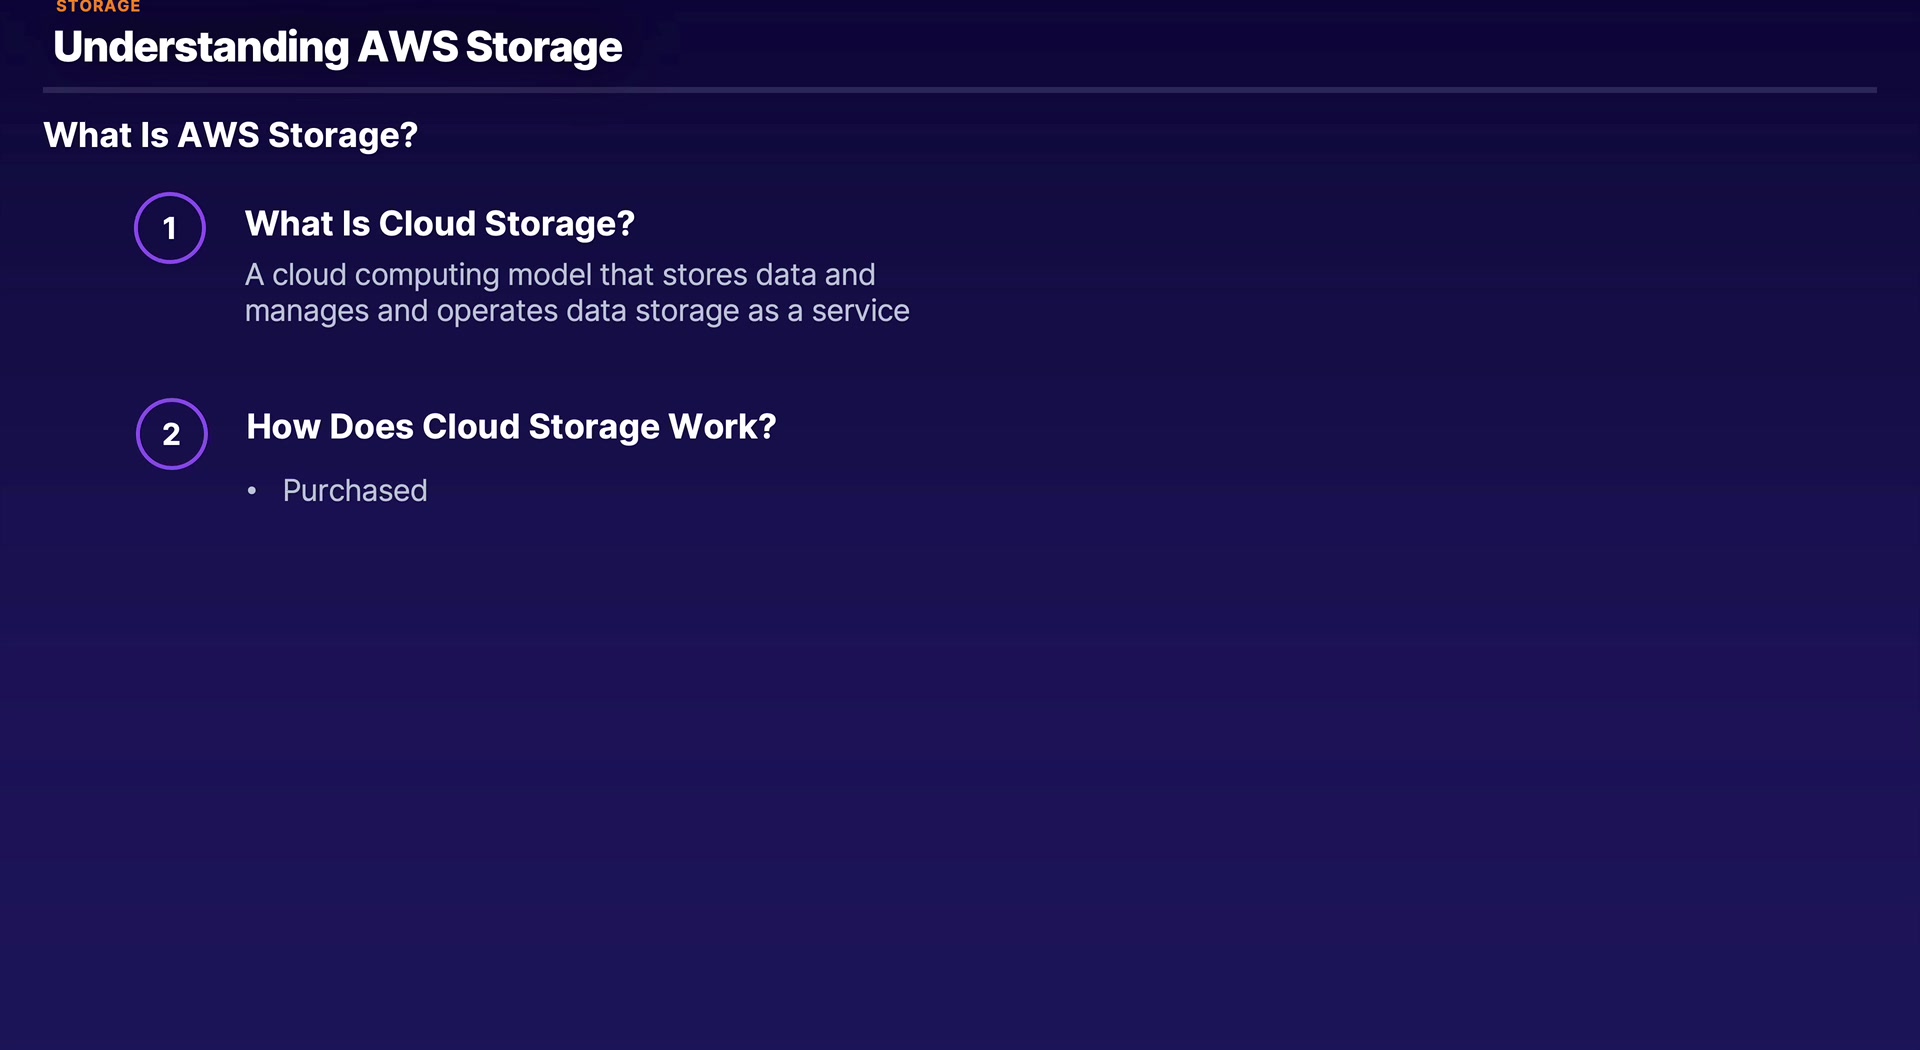 STORAGE
Understanding AWS Storage
What Is AWS Storage?
1
What Is Cloud Storage?
A cloud computing model that stores data and
manages and operates data storage as a service
2
How Does Cloud Storage Work?
• Purchased